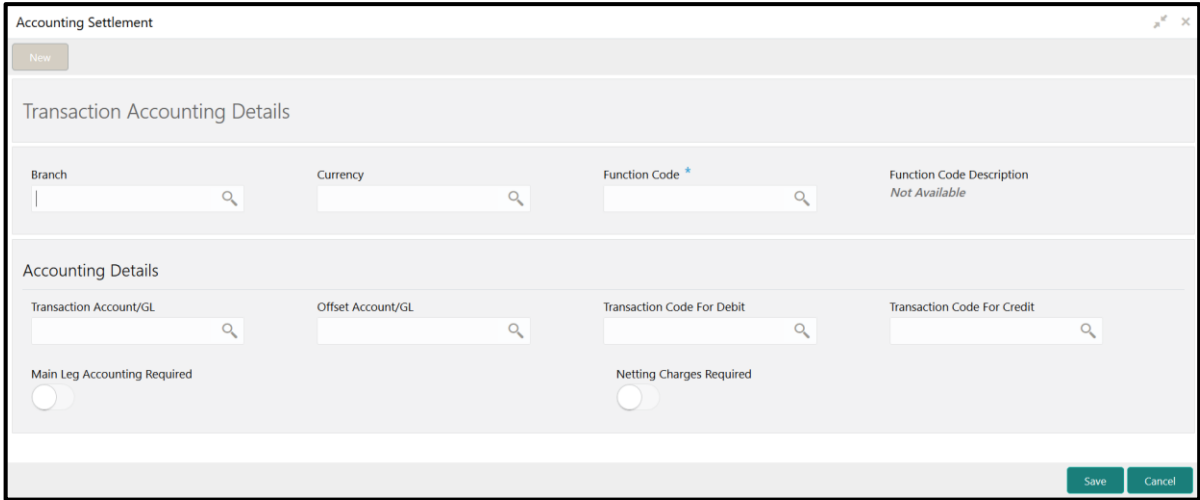 Accounting Settlement
New
Transaction Accounting Details
Branch Currency Function Code * Function Code Description
Not Available
Accounting Details
Transaction Account/GL Offset Account/GL Transaction Code For Debit Transaction Code For Credit
Main Leg Accounting Required Netting Charges Required
Save Cancel